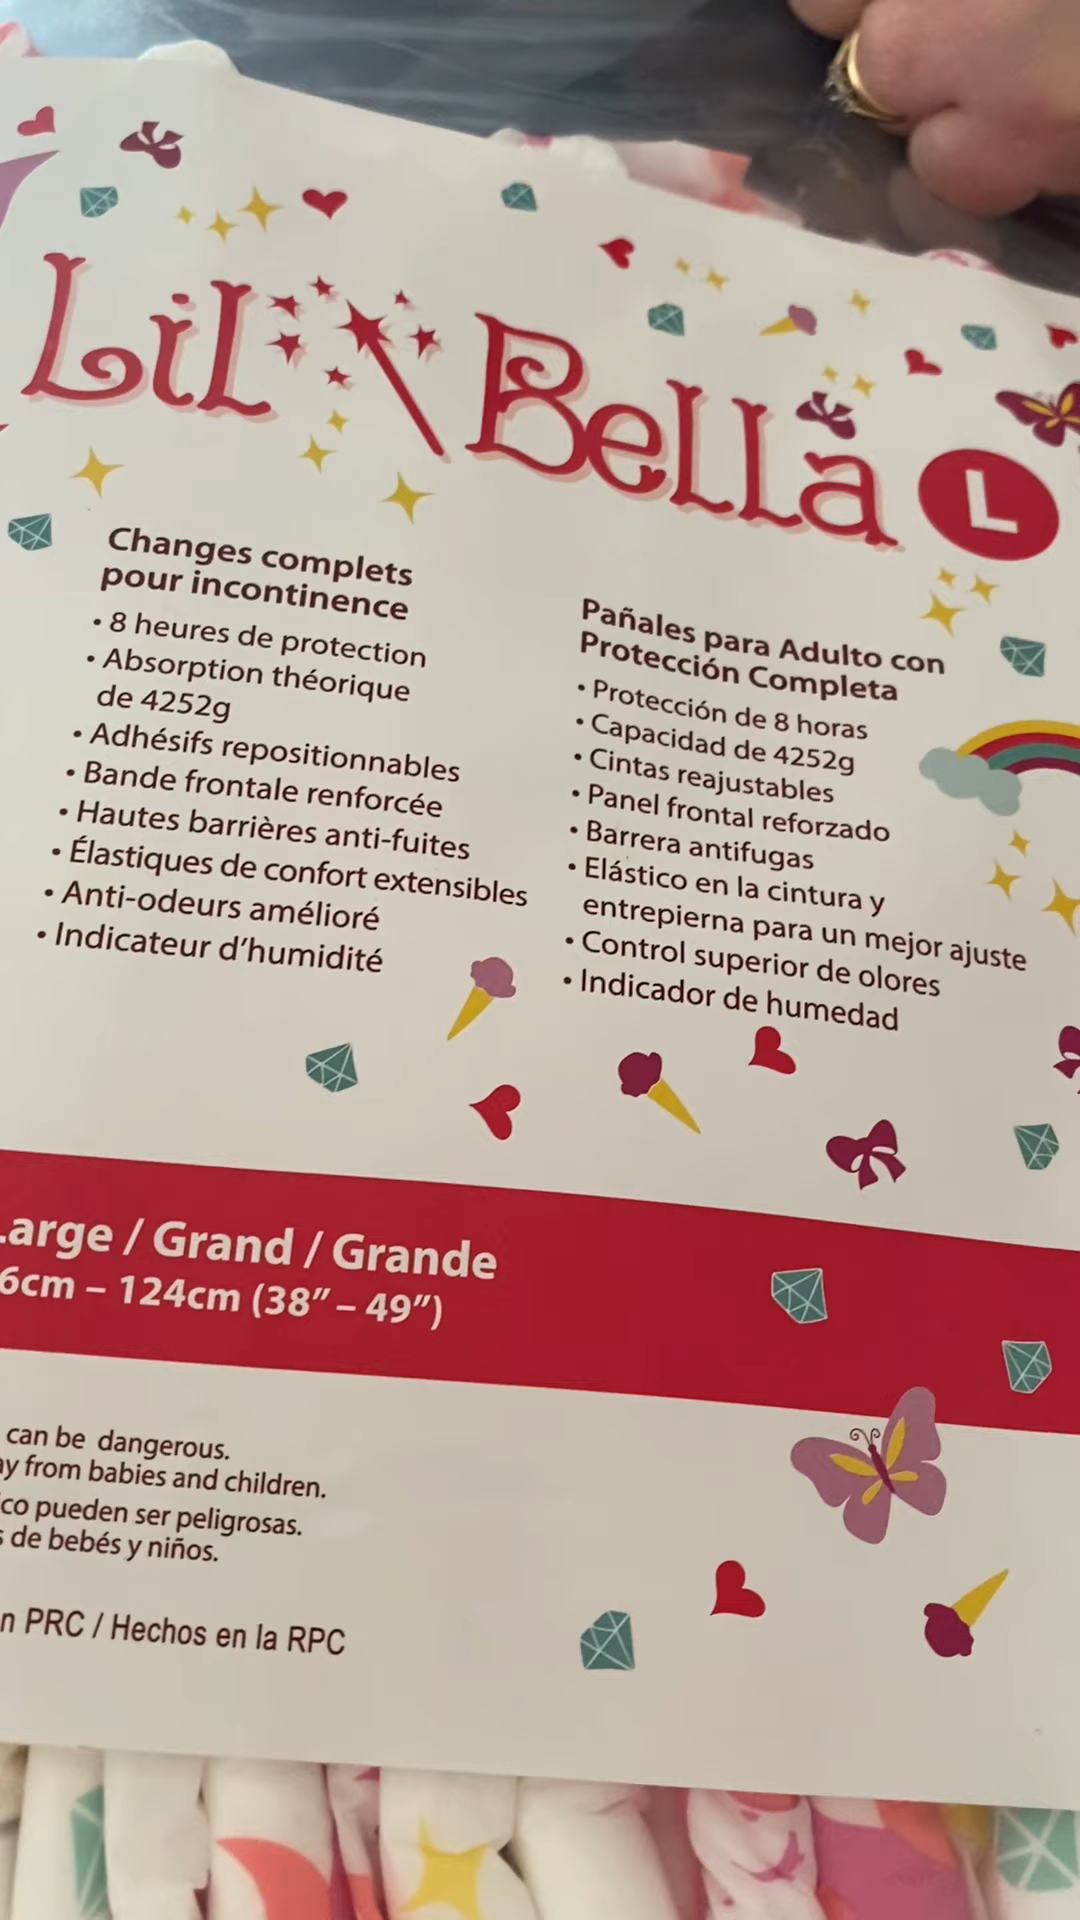 LiL Bella L
Changes complets
pour incontinence
• 8 heures de protection
• Absorption théorique
de 4252g
• Adhésifs repositionnables
• Bande frontale renforcée
• Hautes barrières anti-fuites
• Élastiques de confort extensibles
• Anti-odeurs amélioré
• Indicateur d’humidité
Pañales para Adulto con
Protección Completa
• Protección de 8 horas
• Capacidad de 4252g
• Cintas reajustables
• Panel frontal reforzado
• Barrera antifugas
• Elástico en la cintura y
entrepierna para un mejor ajuste
• Control superior de olores
• Indicador de humedad
Large / Grand / Grande
6cm – 124cm (38” – 49”)
can be dangerous.
from babies and children.
pueden ser peligrosas.
de bebés y niños.
PRC / Hechos en la RPC